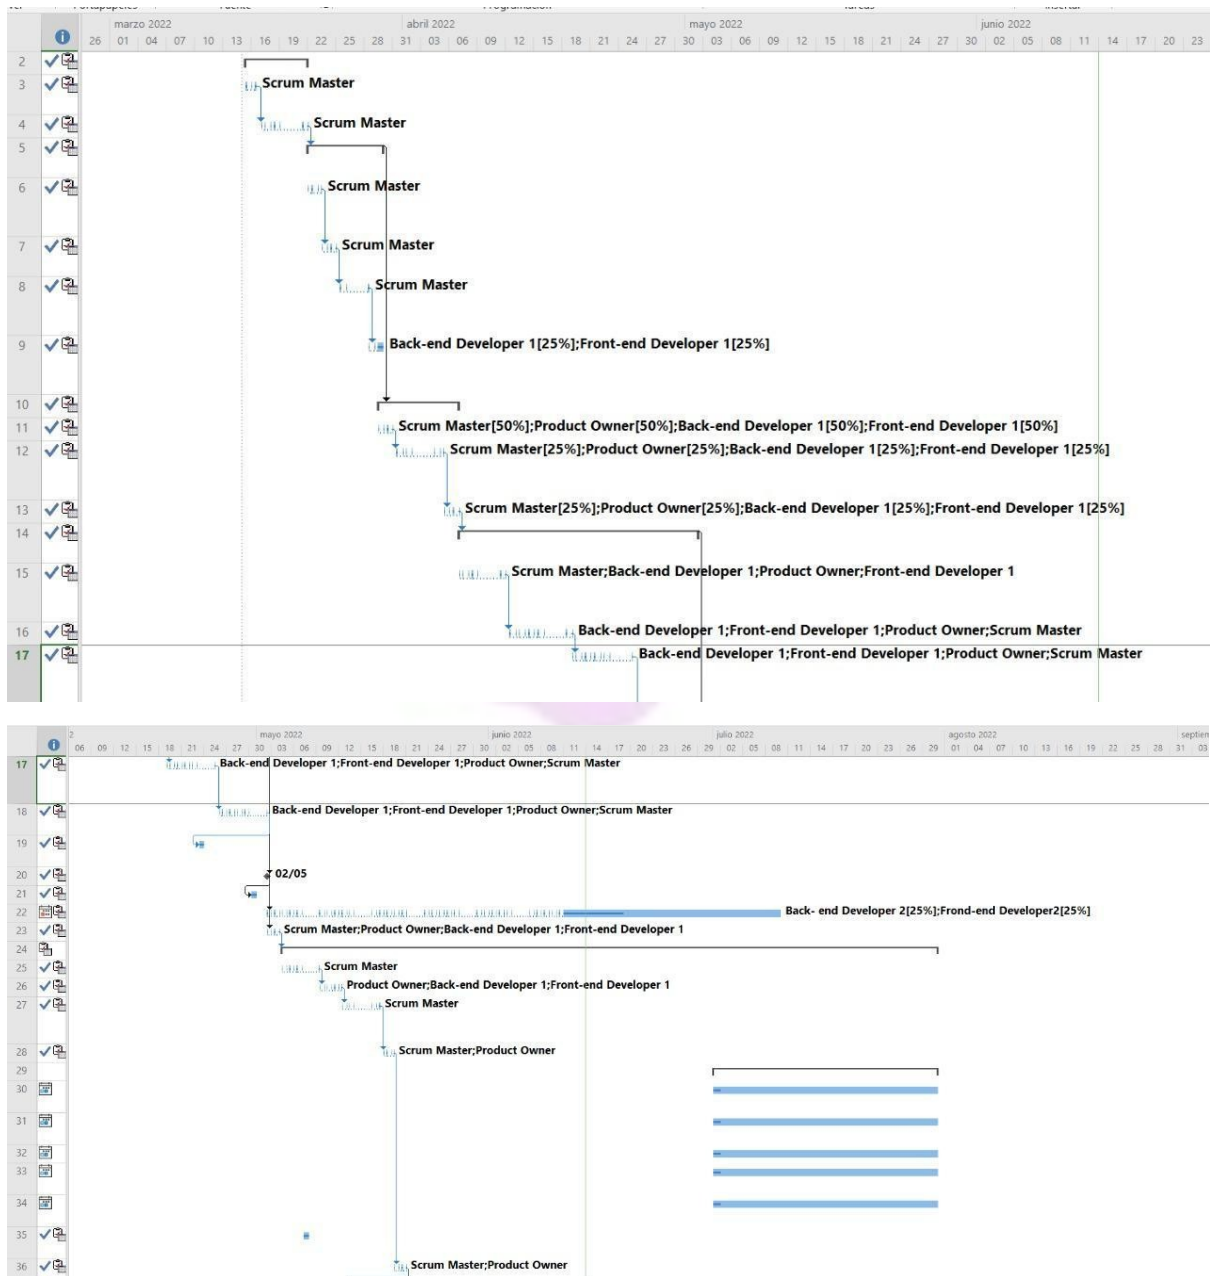 marzo 2022 abril 2022 mayo 2022 junio 2022
26 01 04 07 10 13 16 19 22 25 28 31 03 06 09 12 15 18 21 24 27 30 03 06 09 12 15 18 21 24 27 30 02 05 08 11 14 17 20 23
2
3 Scrum Master
4 Scrum Master
5
6 Scrum Master
7 Scrum Master
8 Scrum Master
9 Back-end Developer 1[25%];Front-end Developer 1[25%]
10
11 Scrum Master[50%];Product Owner[50%];Back-end Developer 1[50%];Front-end Developer 1[50%]
12 Scrum Master[25%];Product Owner[25%];Back-end Developer 1[25%];Front-end Developer 1[25%]
13 Scrum Master[25%];Product Owner[25%];Back-end Developer 1[25%];Front-end Developer 1[25%]
14
15 Scrum Master;Back-end Developer 1;Product Owner;Front-end Developer 1
16 Back-end Developer 1;Front-end Developer 1;Product Owner;Scrum Master
17 Back-end Developer 1;Front-end Developer 1;Product Owner;Scrum Master
2 mayo 2022 junio 2022 julio 2022 agosto 2022 septiem
06 09 12 15 18 21 24 27 30 03 06 09 12 15 18 21 24 27 30 02 05 08 11 14 17 20 23 26 29 02 05 08 11 14 17 20 23 26 29 01 04 07 10 13 16 19 22 25 28 31 03
17 Back-end Developer 1;Front-end Developer 1;Product Owner;Scrum Master
18 Back-end Developer 1;Front-end Developer 1;Product Owner;Scrum Master
19
20 02/05
21
22 Back- end Developer 2[25%];Frond-end Developer2[25%]
23 Scrum Master;Product Owner;Back-end Developer 1;Front-end Developer 1
24
25 Scrum Master
26 Product Owner;Back-end Developer 1;Front-end Developer 1
27 Scrum Master
28 Scrum Master;Product Owner
29
30
31
32
33
34
35
36 Scrum Master;Product Owner